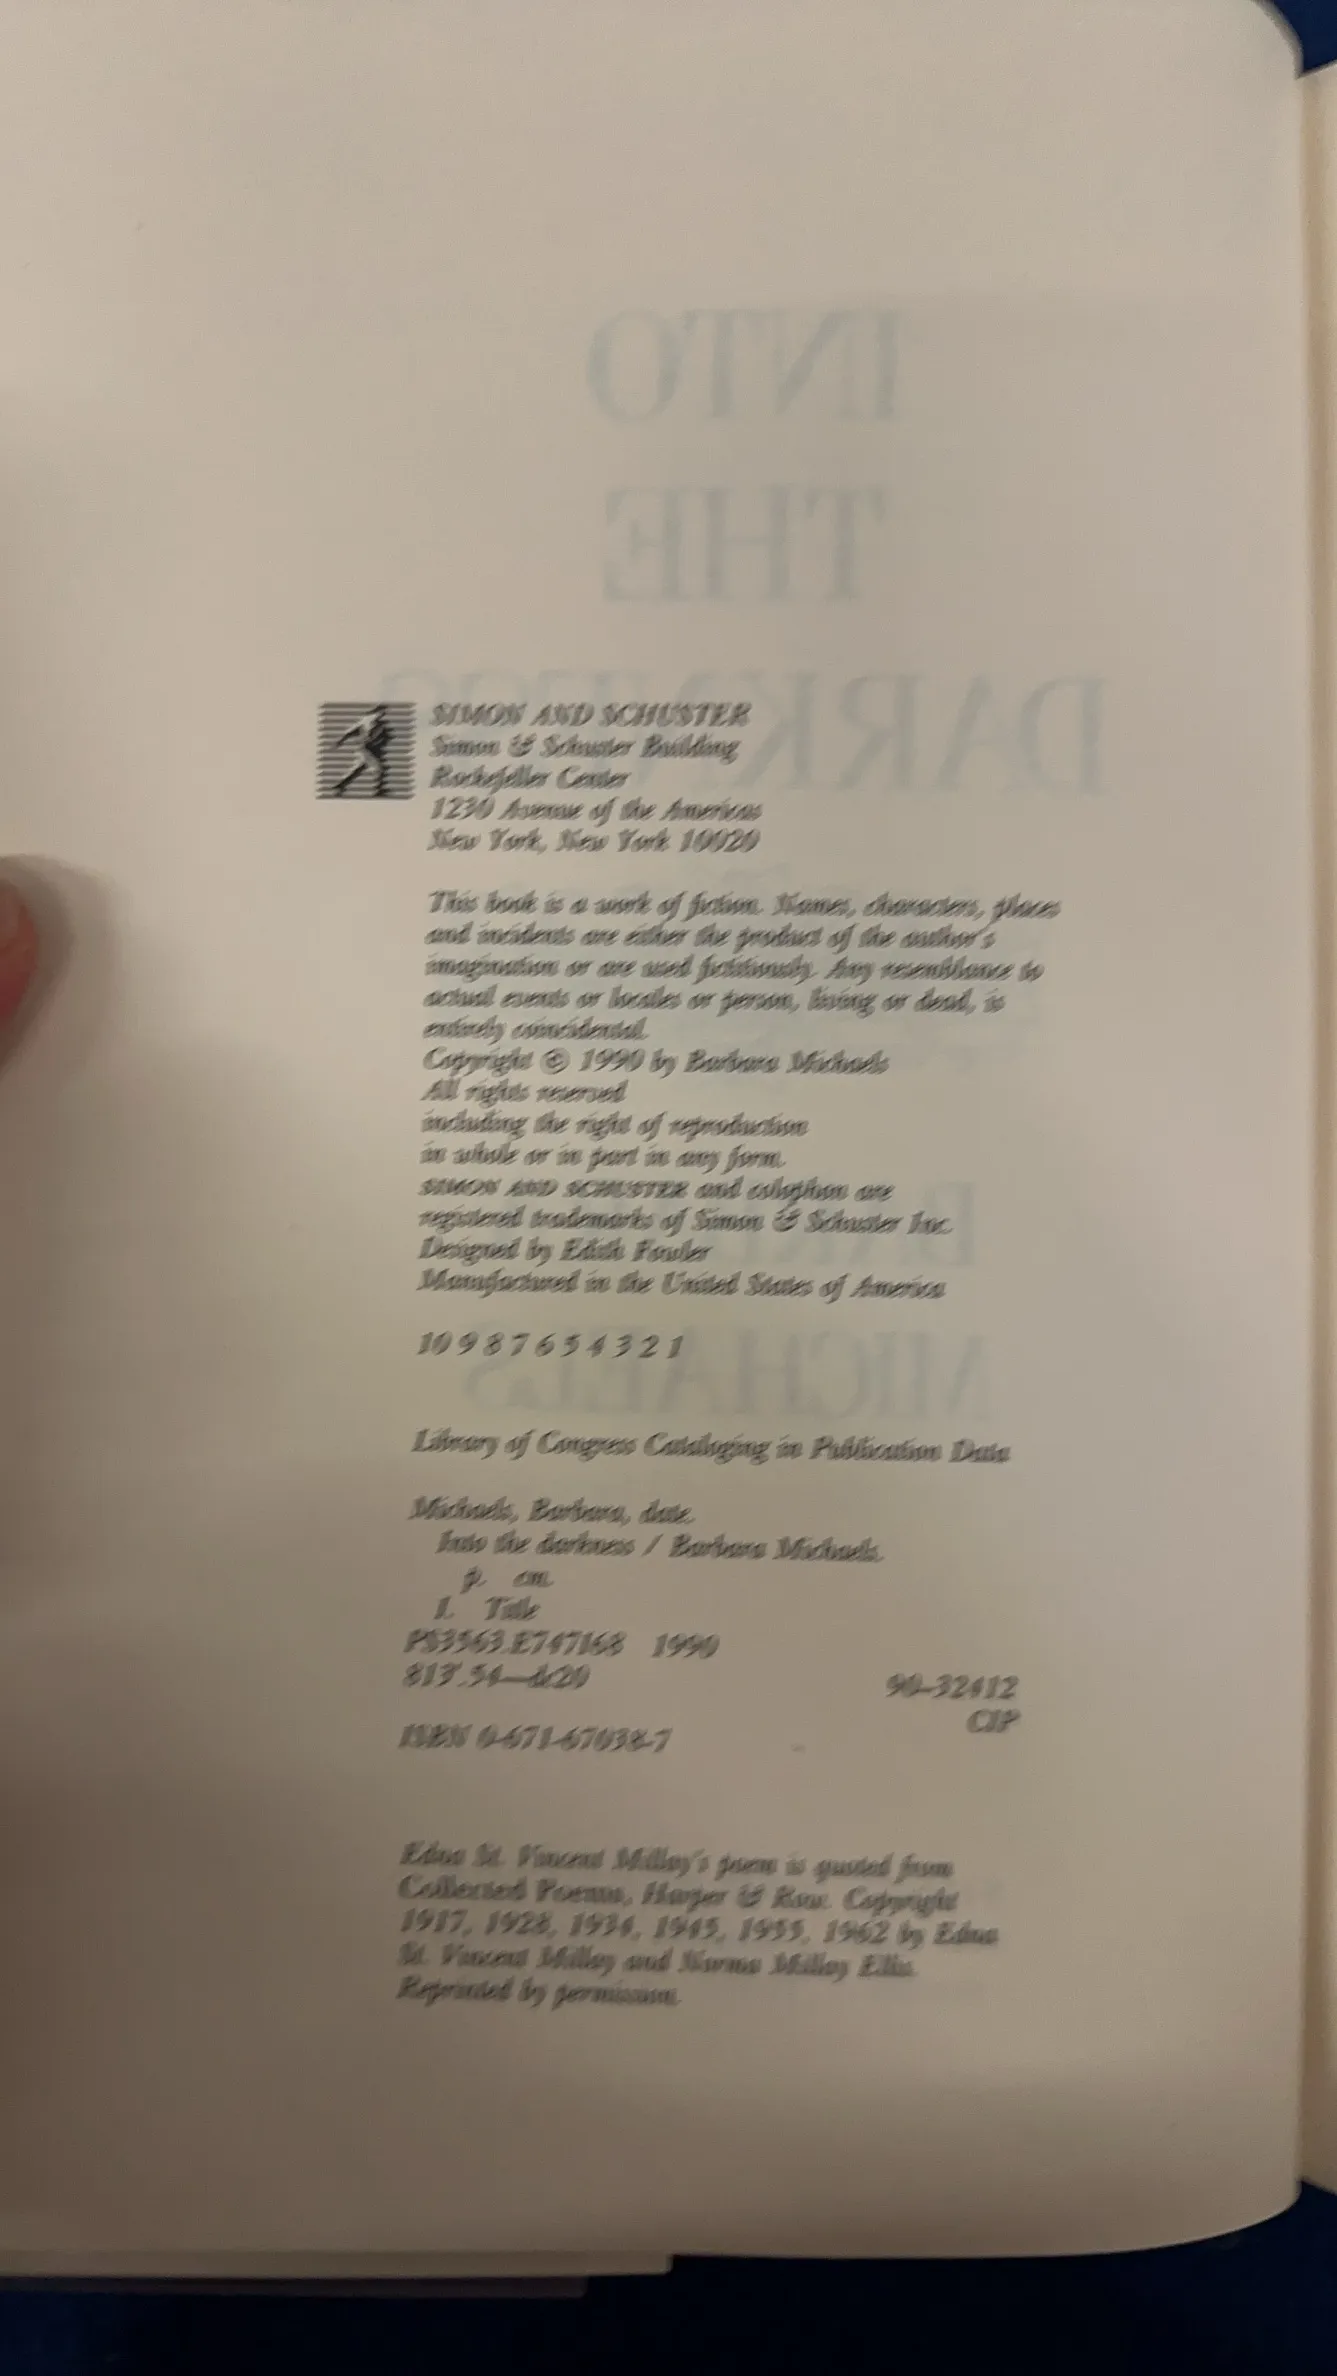 INTO
THE
DARKNESS
SIMON AND SCHUSTER
Simon & Schuster Building
Rockefeller Center
1230 Avenue of the Americas
New York, New York 10020
This book is a work of fiction. Names, characters, places
and incidents are either the product of the author's
imagination or are used fictitiously. Any resemblance to
actual events or locales or person, living or dead, is
entirely coincidental.
Copyright © 1990 by Barbara Michaels
All rights reserved
including the right of reproduction
in whole or in part in any form.
SIMON AND SCHUSTER and colophon are
registered trademarks of Simon & Schuster Inc.
Designed by Edith Fowler
Manufactured in the United States of America
10 9 8 7 6 5 4 3 2 1
MICHAELS
Library of Congress Cataloging in Publication Data
Michaels, Barbara, date.
Into the darkness / Barbara Michaels.
p. cm.
I. Title
PS3563.E747I68 1990
813'.54—dc20 90-32412
CIP
ISBN 0-671-67038-7
Edna St. Vincent Millay's poem is quoted from
Collected Poems, Harper & Row. Copyright
1917, 1928, 1934, 1945, 1955, 1962 by Edna
St. Vincent Millay and Norma Millay Ellis.
Reprinted by permission.